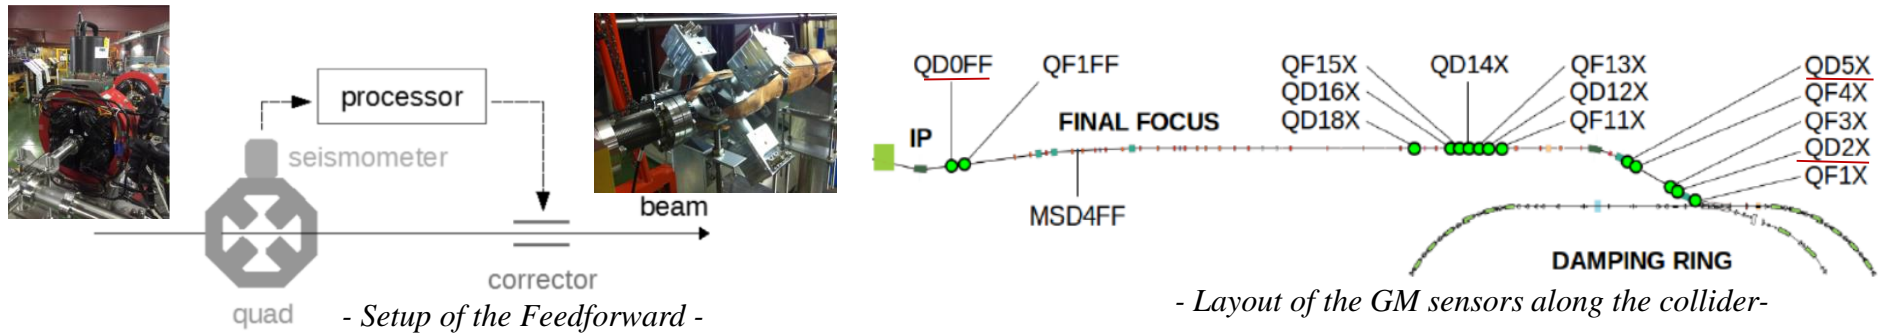 processor
seismometer
beam
corrector
quad
- Setup of the Feedforward -
QD0FF
QF1FF
IP
FINAL FOCUS
MSD4FF
QF15X
QD16X
QD18X
QD14X
QF13X
QD12X
QF11X
QD5X
QF4X
QF3X
QD2X
QF1X
DAMPING RING
- Layout of the GM sensors along the collider-